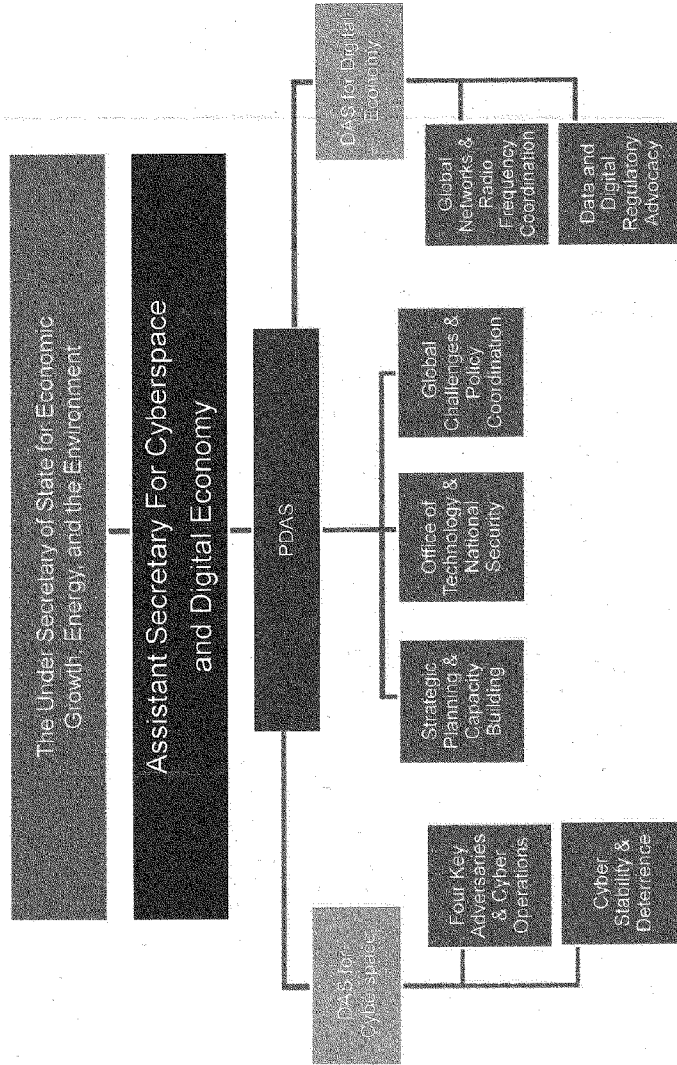 The Under Secretary of State for Economic
Growth, Energy, and the Environment
Assistant Secretary For Cyberspace
and Digital Economy
PDAS
DAS for
Cyberspace
Four Key
Adversaries
& Cyber
Operations
Cyber
Stability &
Deterrence
Strategic
Planning &
Capacity
Building
Office of
Technology &
National
Security
Global
Challenges &
Policy
Coordination
DAS for Digital
Economy
Global
Networks &
Radio
Frequency
Coordination
Data and
Digital
Regulatory
Advocacy